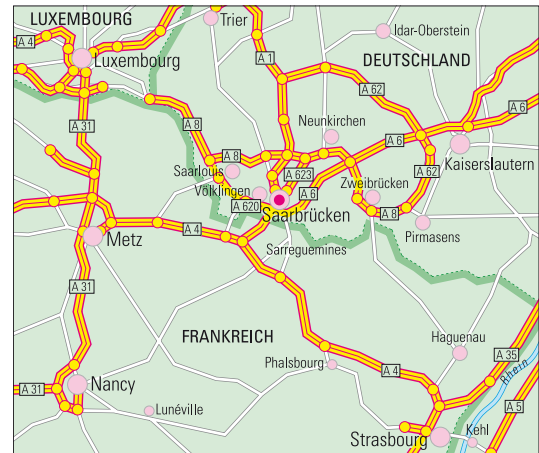 LUXEMBOURG
Trier
Idar-Oberstein
A 4
Luxembourg
A 1
DEUTSCHLAND
A 62
A 31
A 8
Neunkirchen
A 6
A 6
Saarlouis
A 8
A 623
Kaiserslautern
Völklingen
A 6
Zweibrücken
A 62
A 620
Saarbrücken
A 8
Metz
A 4
Sarregumines
Pirmasens
A 31
FRANKREICH
Haguenau
Phalsbourg
A 4
A 35
Rhein
A 31
Nancy
Lunéville
A 5
Strasbourg
Kehl